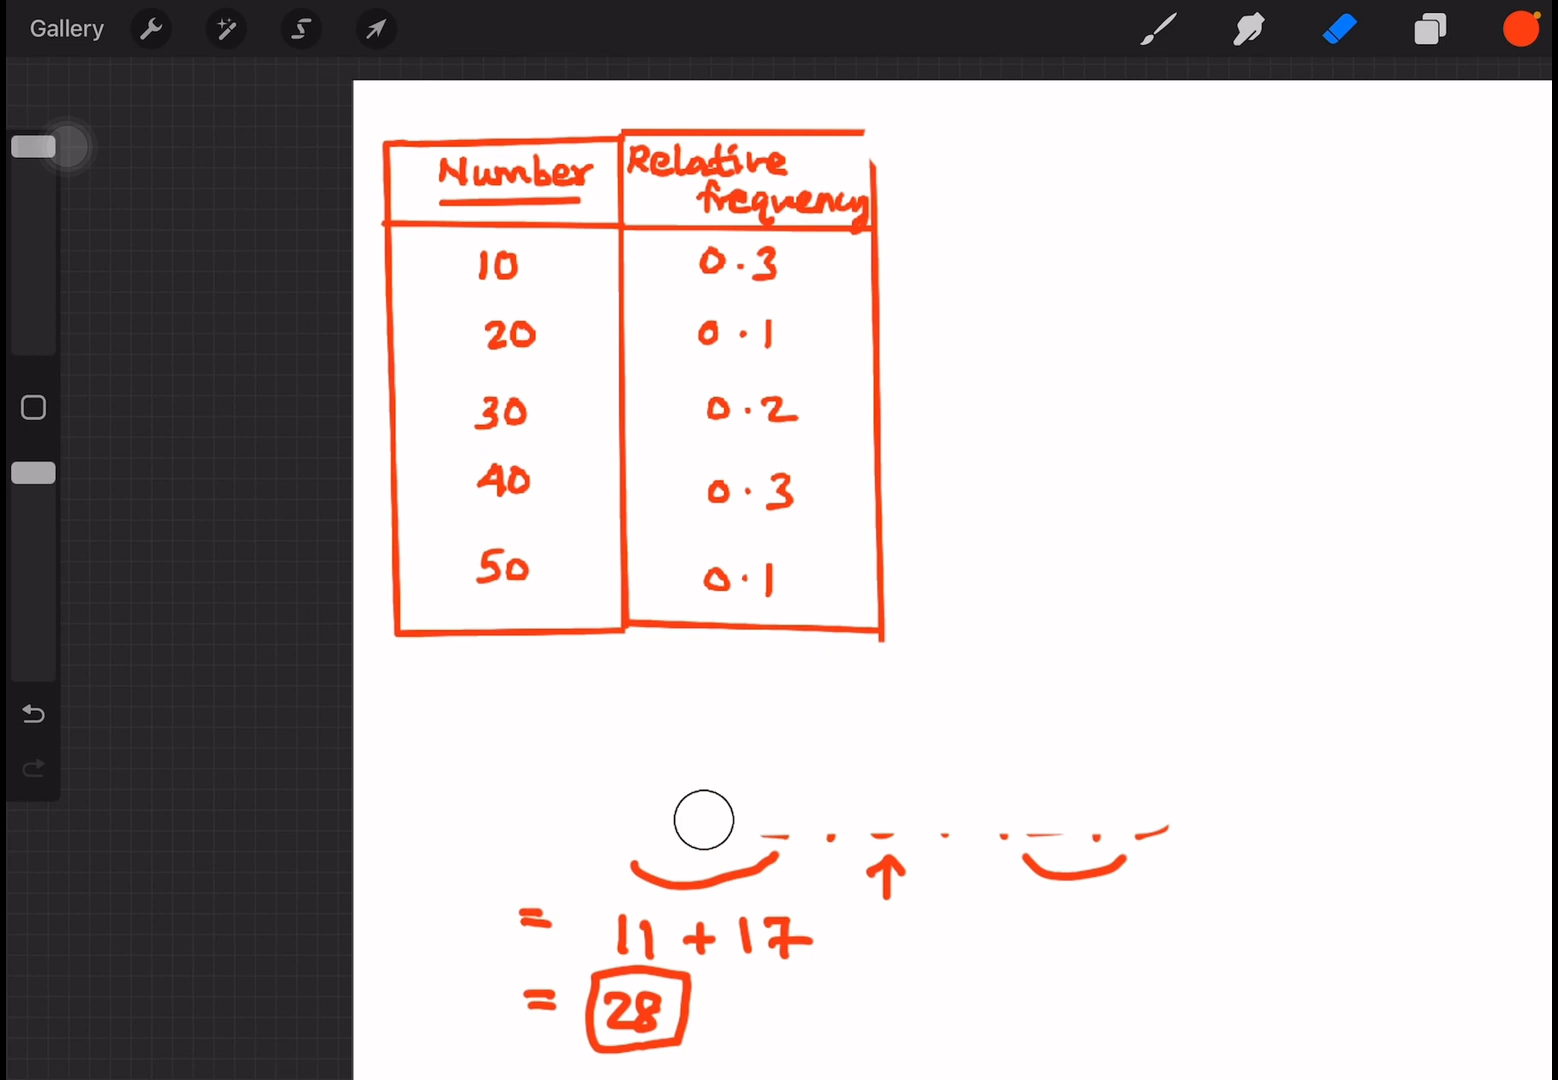 Gallery
Number Relative frequency
10 0.3
20 0.1
30 0.2
40 0.3
50 0.1
= 11 + 17
= 28